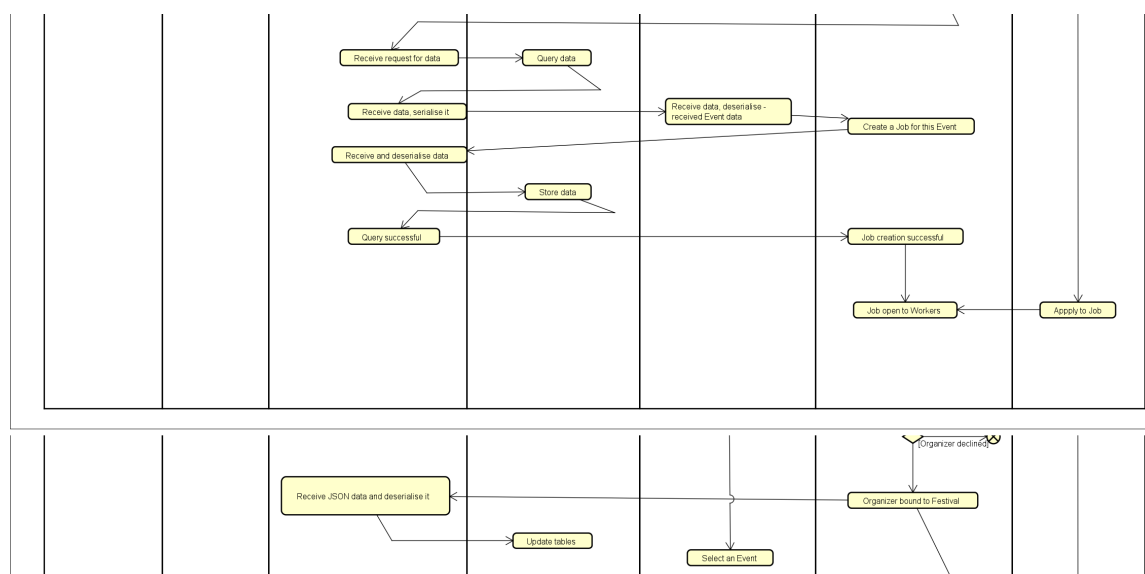 Receive request for data
Query data
Receive data, serialise it
Receive data, deserialise -
received Event data
Create a Job for this Event
Receive and deserialise data
Store data
Query successful
Job creation successful
Job open to Workers
Appply to Job
[Organizer declined]
Receive JSON data and deserialise it
Organizer bound to Festival
Update tables
Select an Event